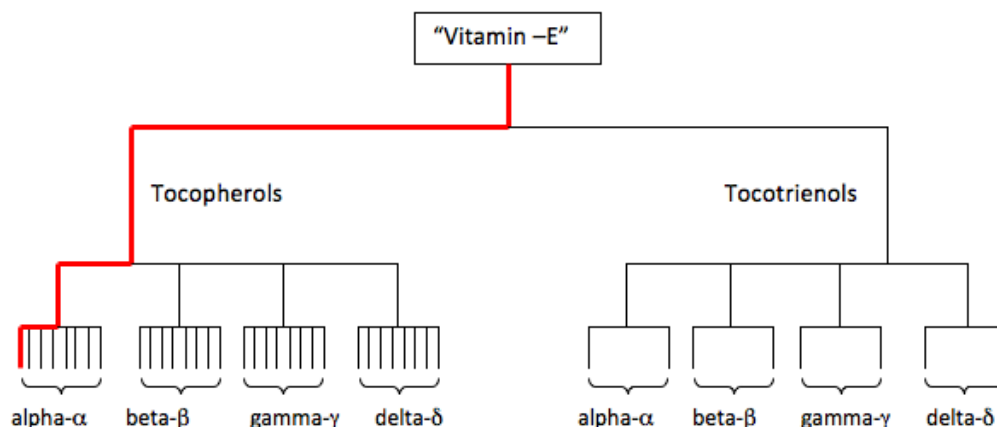 “Vitamin –E”
Tocopherols
Tocotrienols
alpha-α
beta-β
gamma-γ
delta-δ
alpha-α
beta-β
gamma-γ
delta-δ